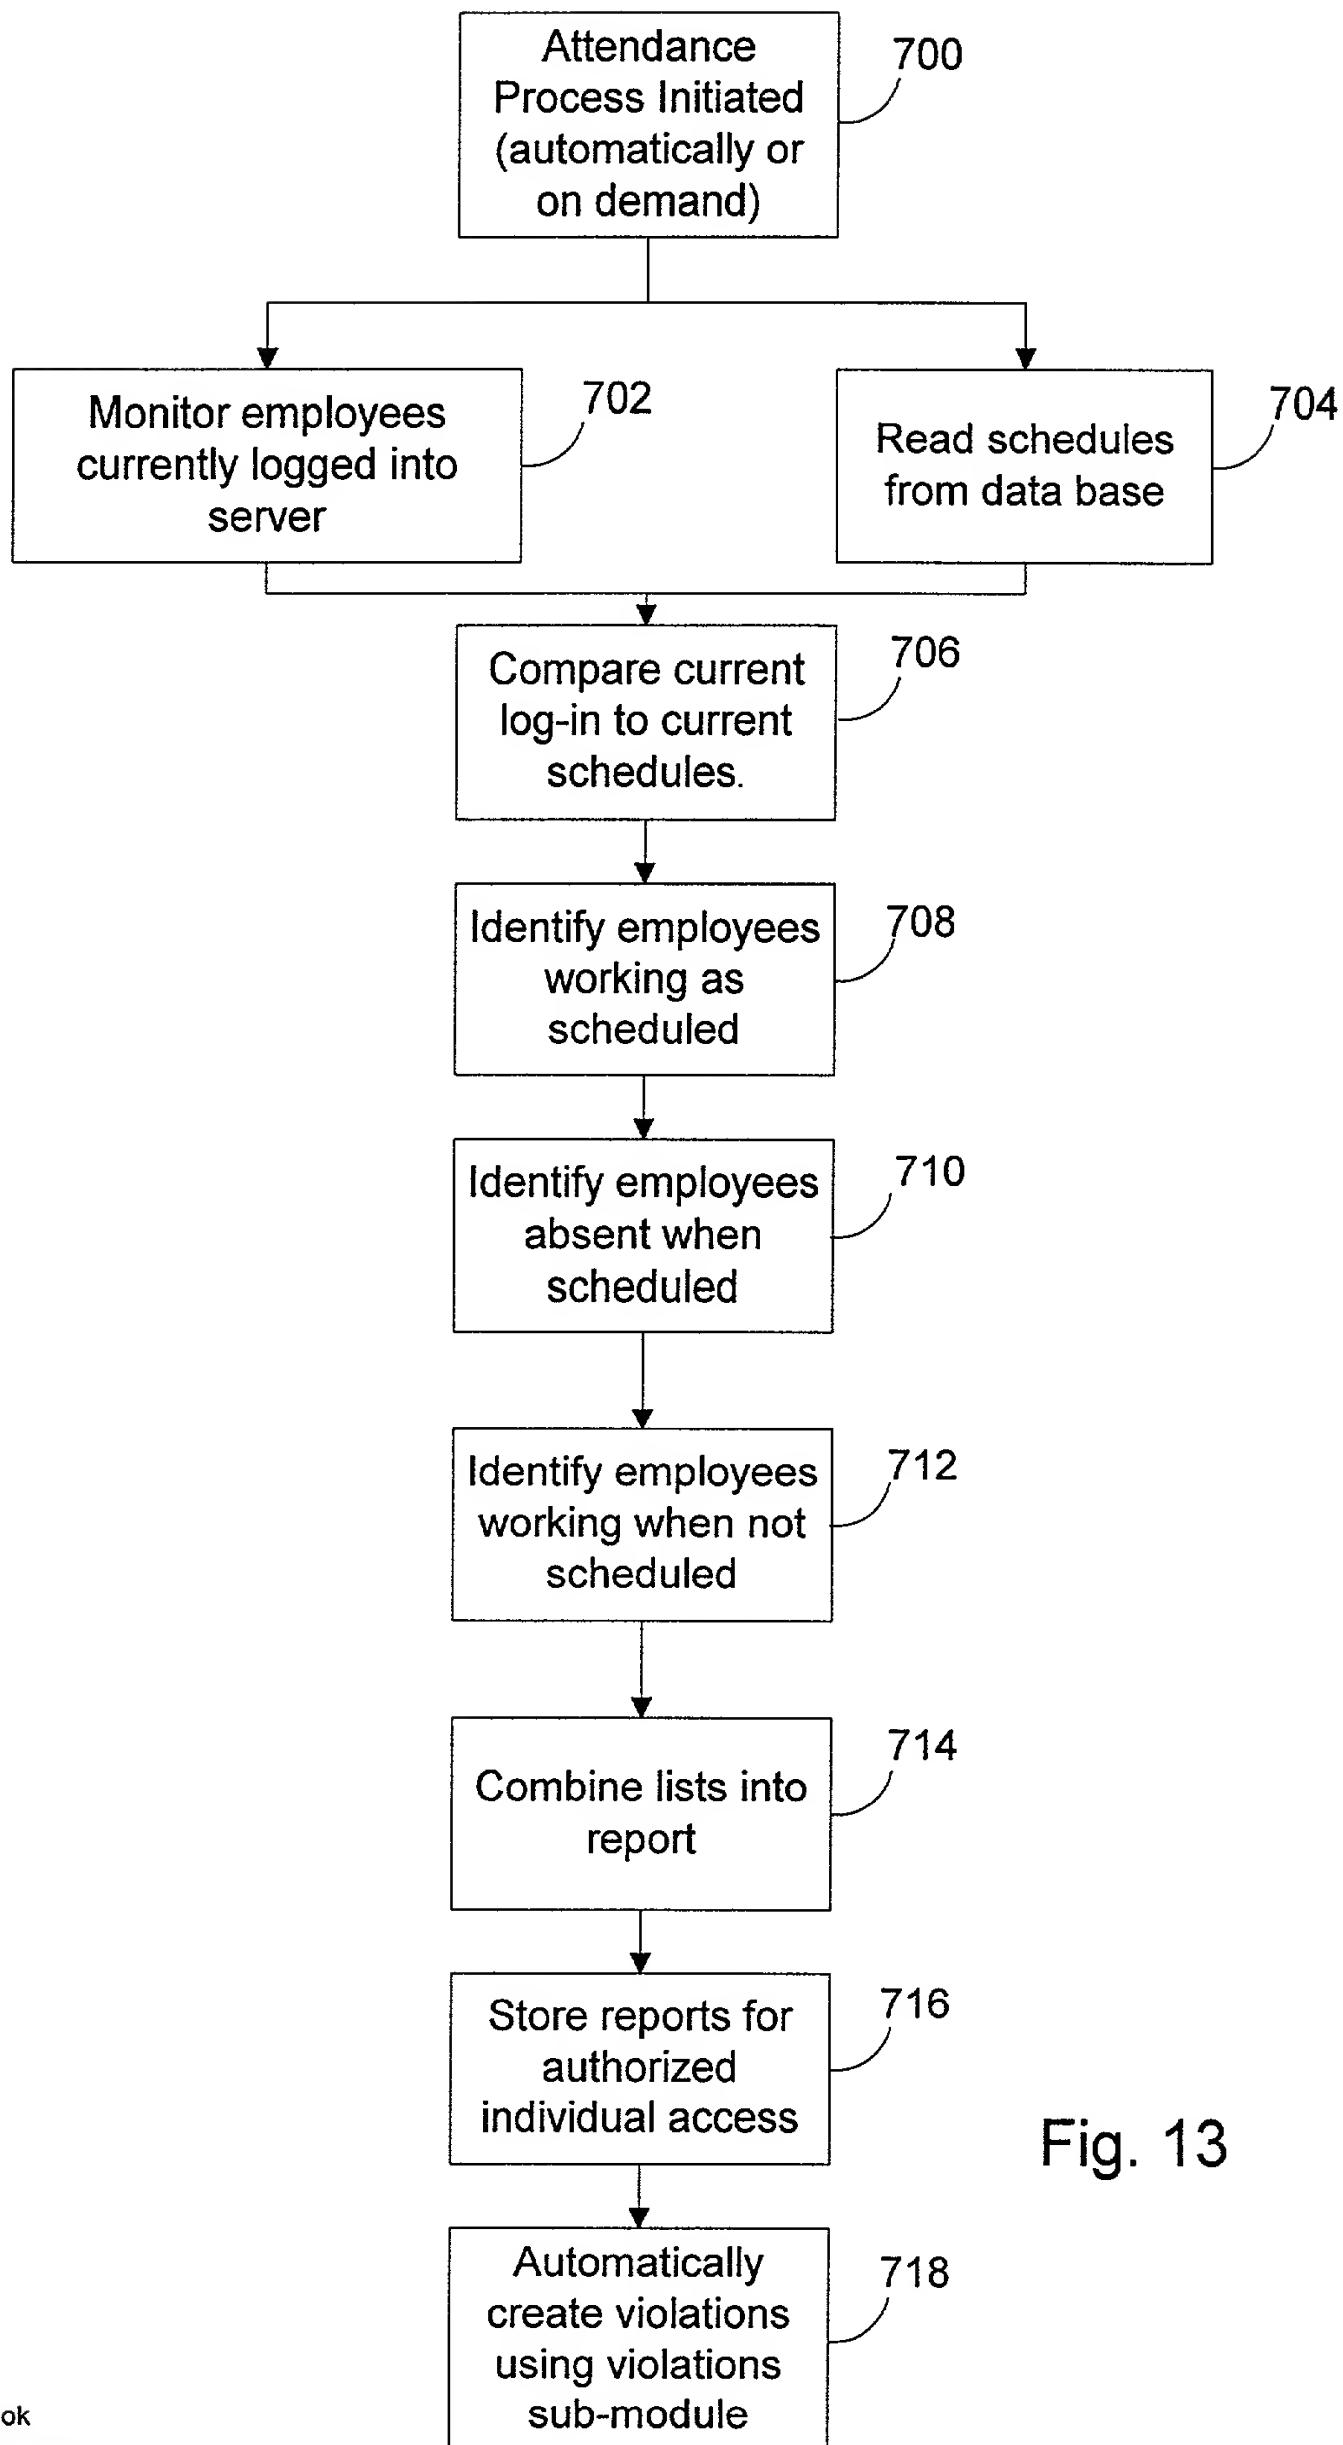 Attendance
Process Initiated
(automatically or
on demand)
700
Monitor employees
currently logged into
server
702
Read schedules
from data base
704
Compare current
log-in to current
schedules.
706
Identify employees
working as
scheduled
708
Identify employees
absent when
scheduled
710
Identify employees
working when not
scheduled
712
Combine lists into
report
714
Store reports for
authorized
individual access
716
Fig. 13
Automatically
create violations
using violations
sub-module
718
ok